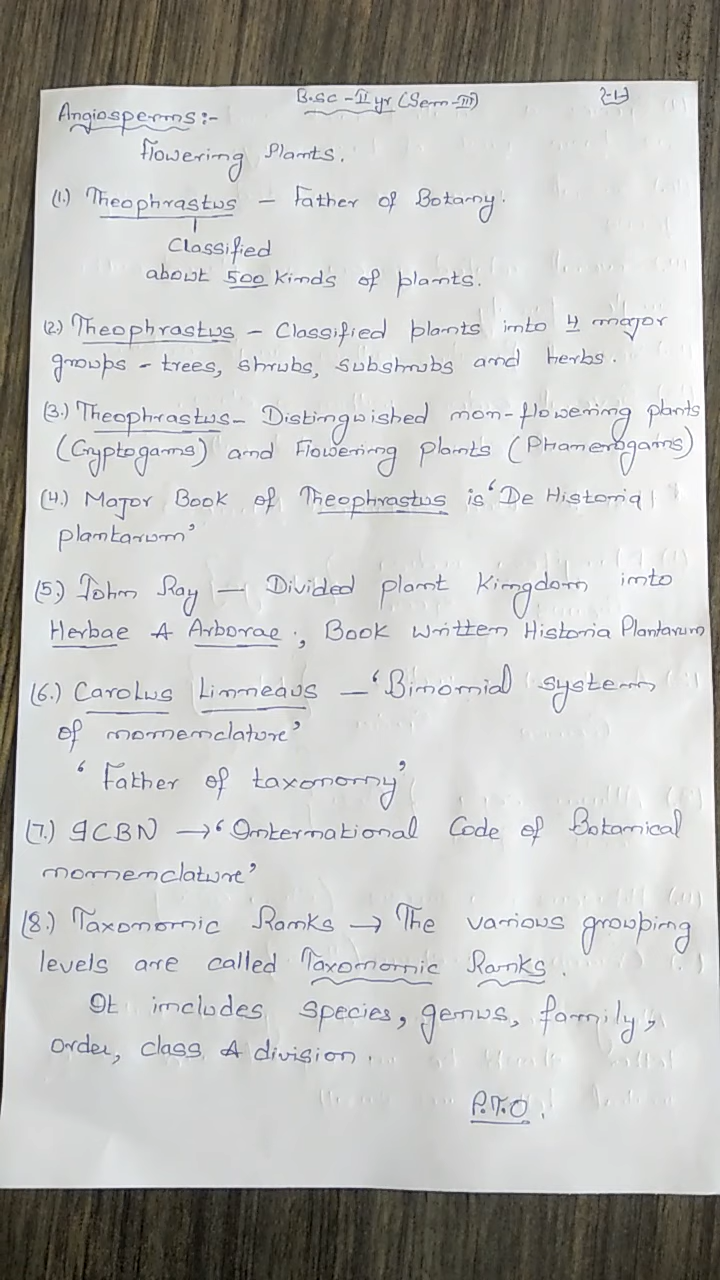 B.Sc - II yr (Sem-III)
Angiosperms :-
Flowering Plants.
(1.) Theophrastus - Father of Botany.
Classified
about 500 kinds of plants.
(2.) Theophrastus - Classified plants into 4 major
groups - trees, shrubs, subshrubs and herbs.
(3.) Theophrastus - Distinguished non-flowering plants
(Cryptogams) and Flowering plants (Phanerogams)
(4.) Major Book of Theophrastus is 'De Historia
plantarum'
(5.) John Ray - Divided plant Kingdom into
Herbae & Arborae ; Book written Historia Plantarum
(6.) Carolus Linneaus - 'Binomial system
of nomenclature'
'Father of taxonomy'
(7.) ICBN → 'International Code of Botanical
nomenclature'
(8.) Taxonomic Ranks → The various grouping
levels are called Taxonomic Ranks.
It includes species, genus, family,
order, class & division.
P.T.O.